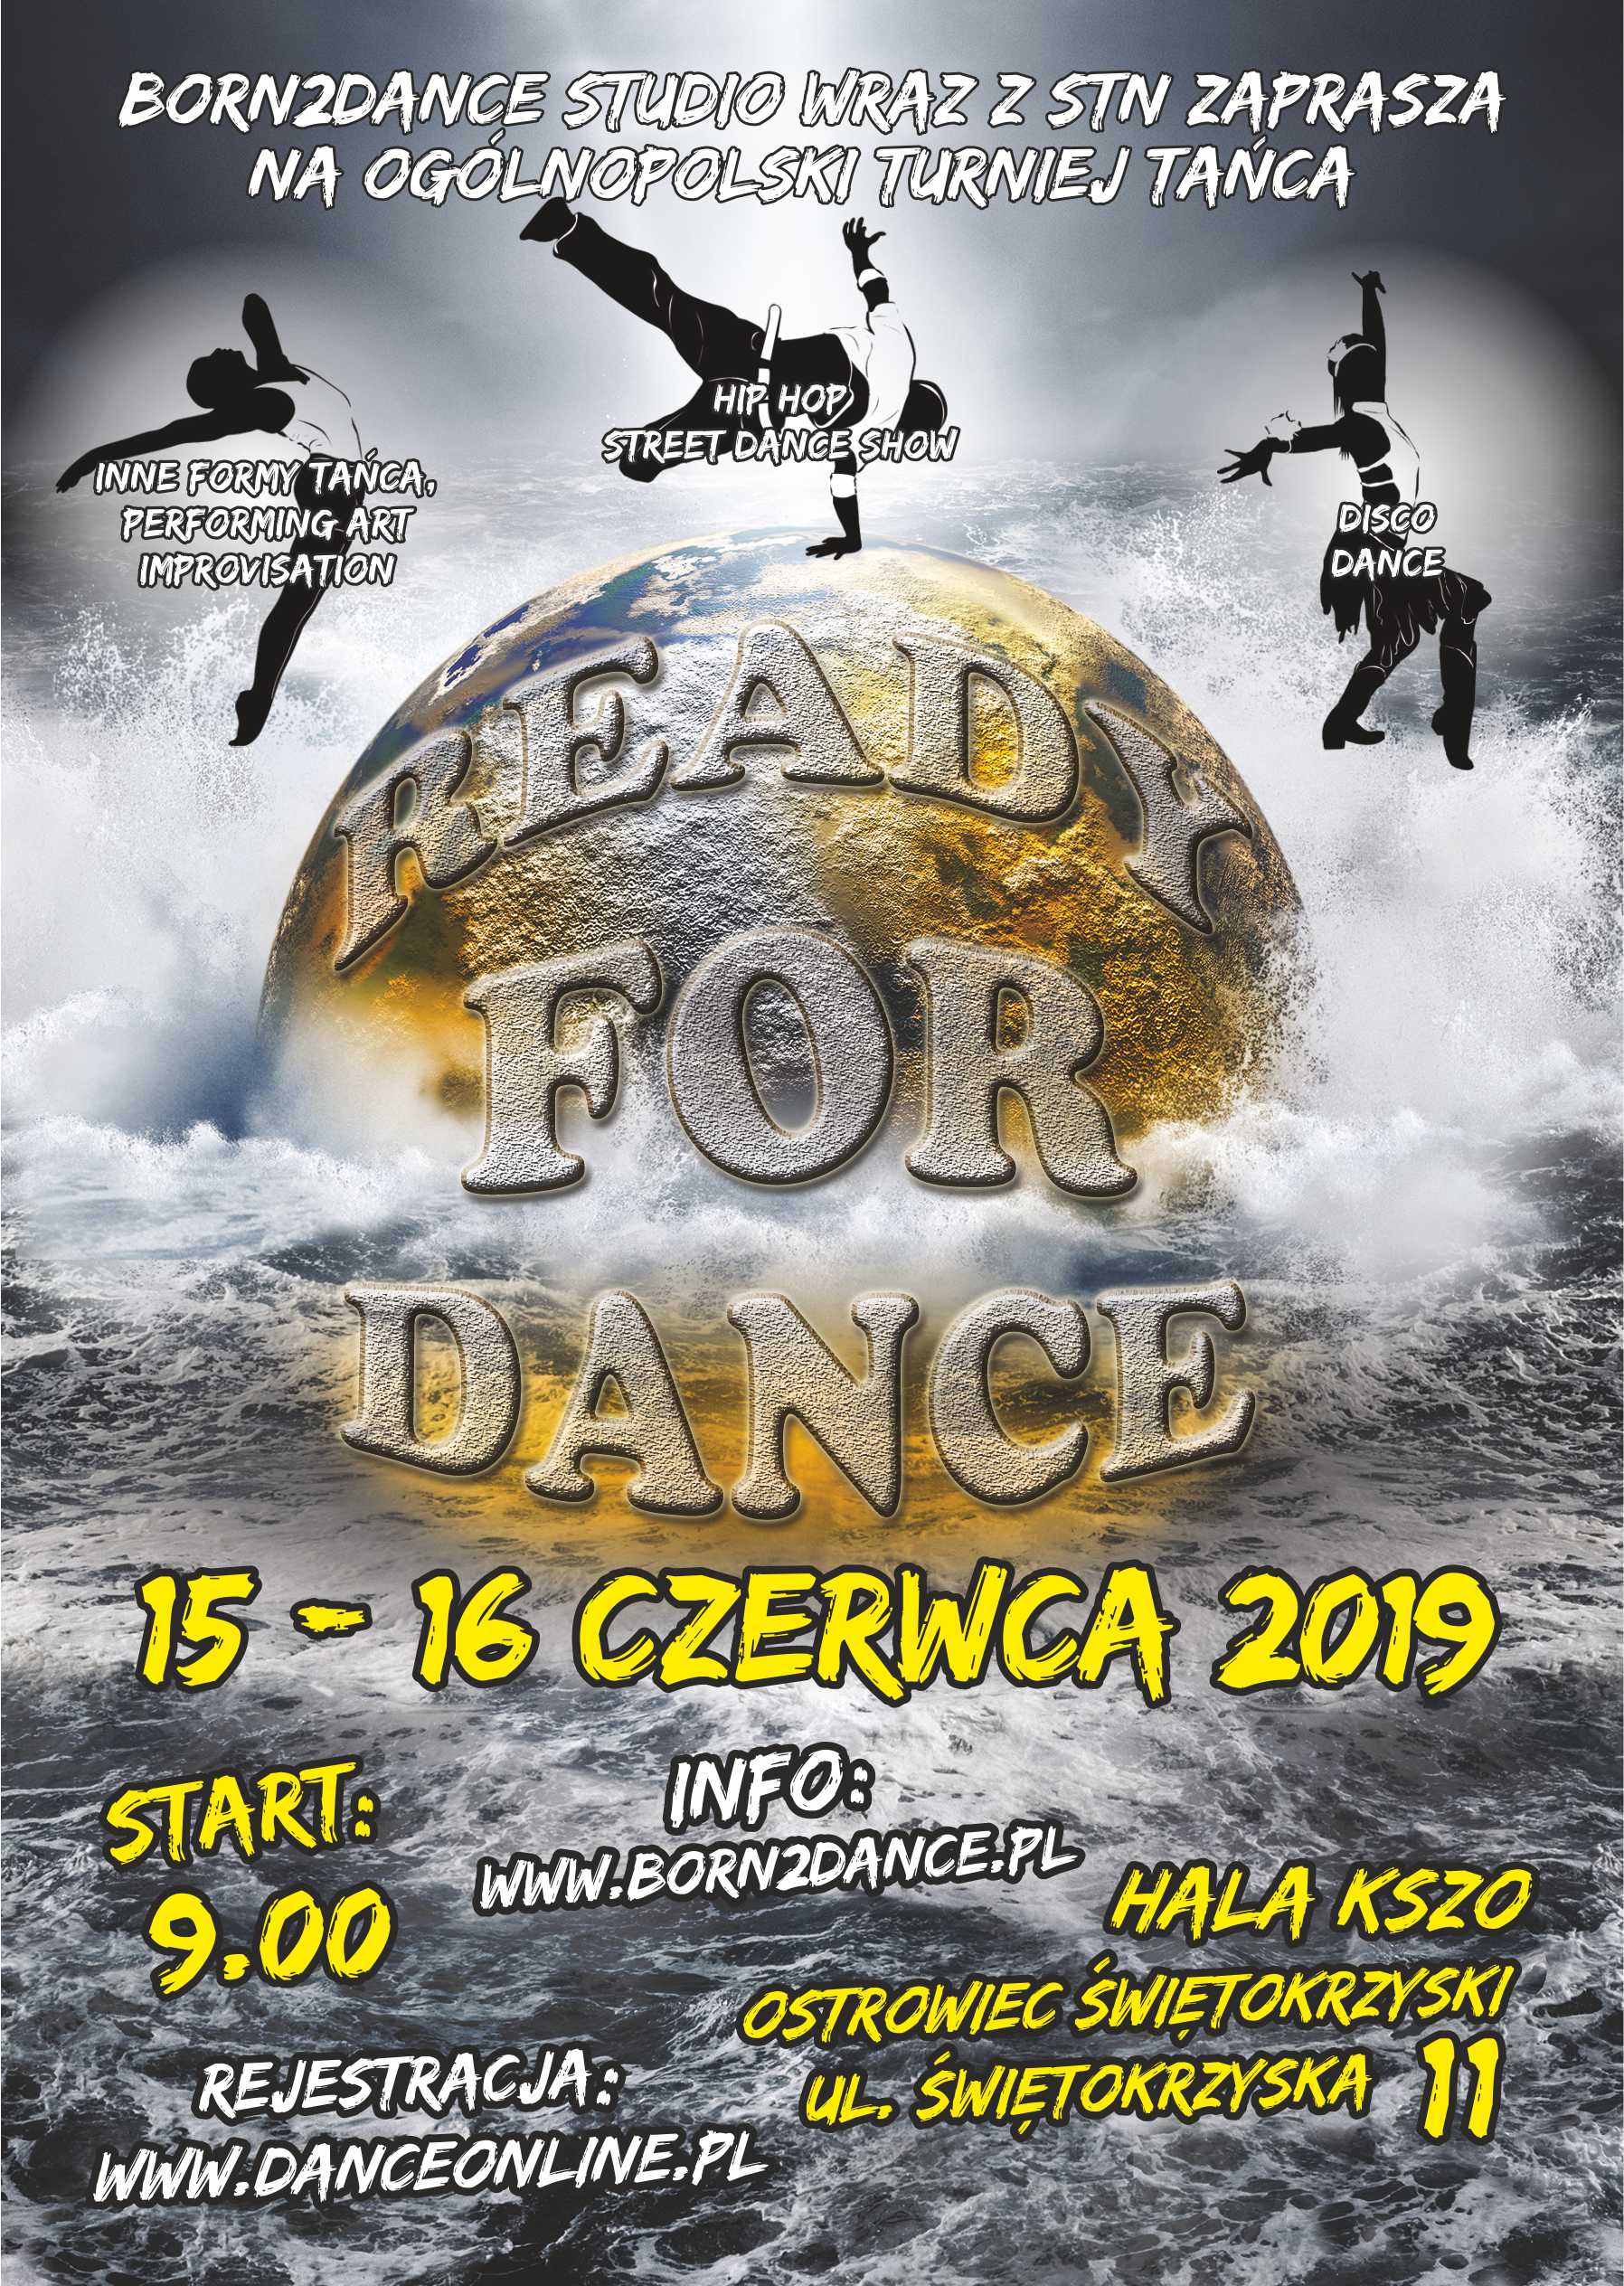 BORN2DANCE STUDIO WRAZ Z STN ZAPRASZA
NA OGÓLNOPOLSKI TURNIEJ TAŃCA
HIP HOP
STREET DANCE SHOW
INNE FORMY TAŃCA,
PERFORMING ART
IMPROVISATION
DISCO
DANCE
READY
FOR
DANCE
15 - 16 CZERWCA 2019
START:
9.00
INFO:
WWW.BORN2DANCE.PL
HALA KSZO
OSTROWIEC ŚWIĘTOKRZYSKI
UL. ŚWIĘTOKRZYSKA 11
REJESTRACJA:
WWW.DANCEONLINE.PL